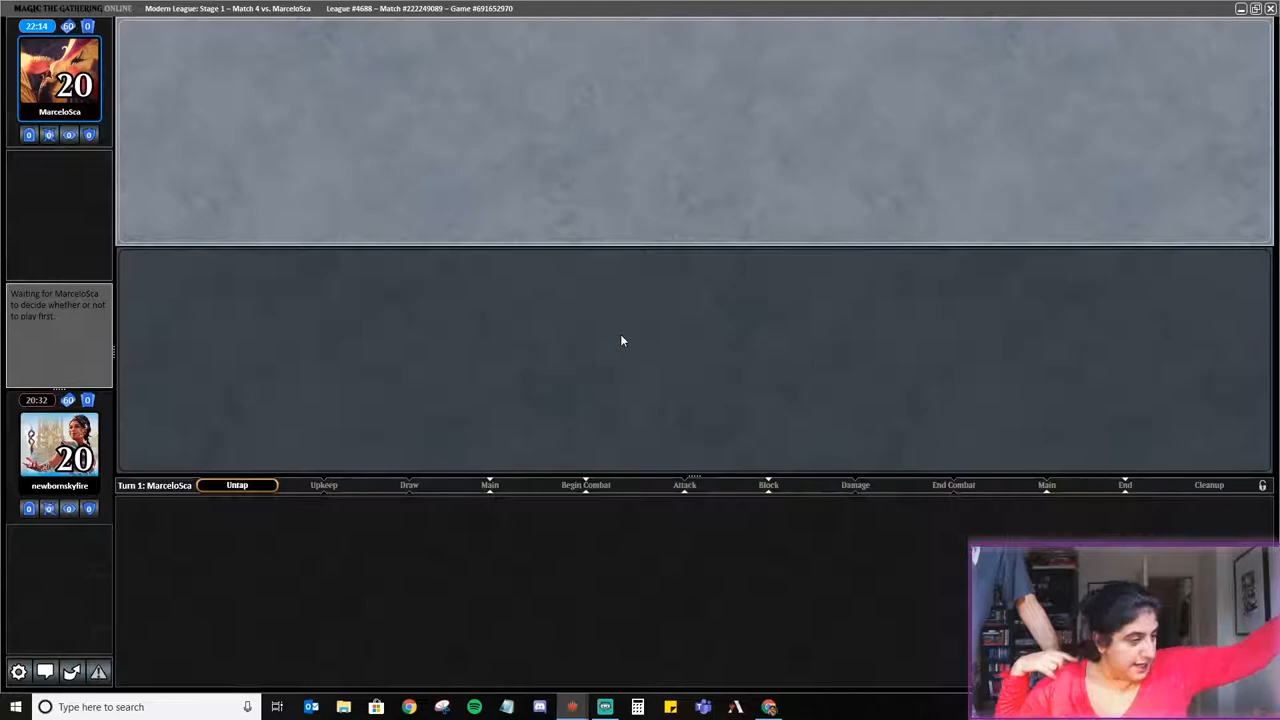 MAGIC THE GATHERING ONLINE Modern League: Stage 1 – Match 4 vs. MarceloSca League #4688 – Match #222249089 – Game #691652970
22:14 60 0
20
MarceloSca
0 0 0 0
Waiting for MarceloSca
to decide whether or not
to play first.
20:32 60 0
20
newbornskyfire
Turn 1: MarceloSca Untap Upkeep Draw Main Begin Combat Attack Block Damage End Combat Main End Cleanup
0 0 0 0
Type here to search